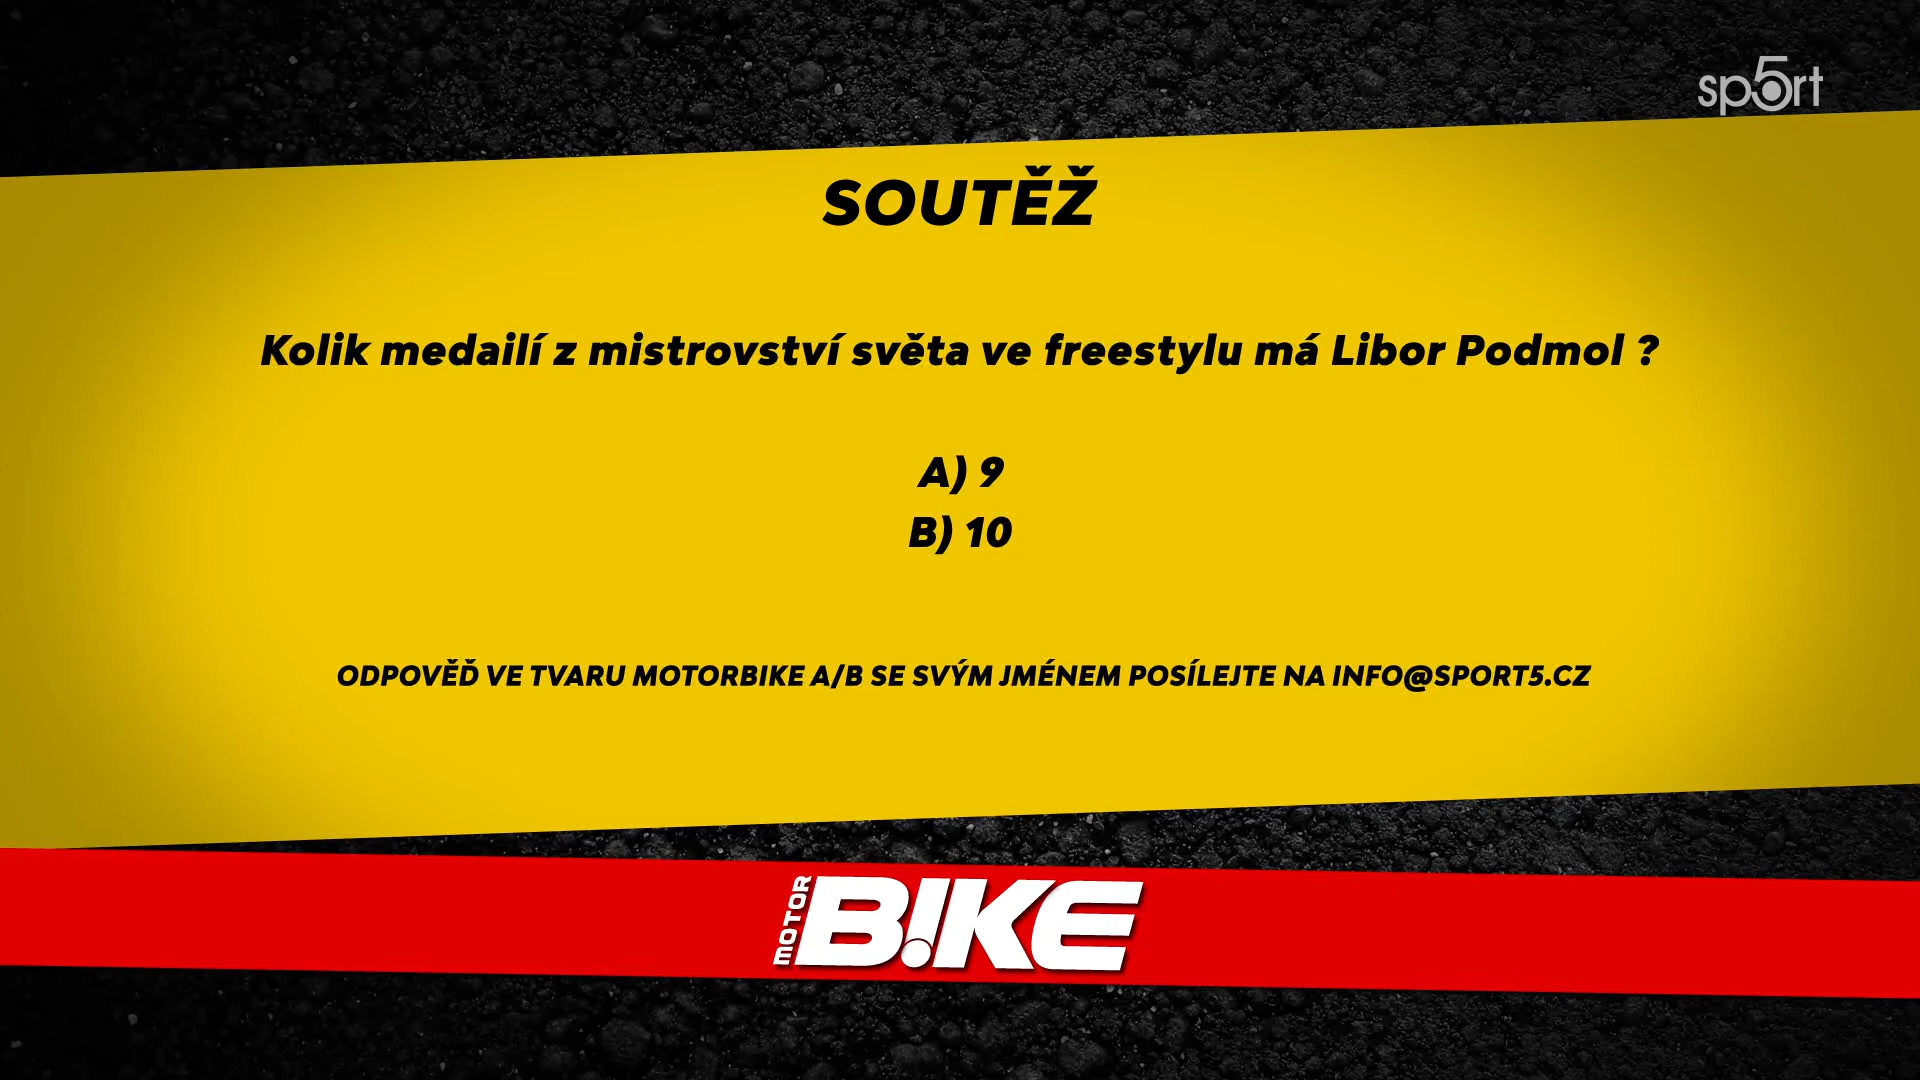 sp5rt
SOUTĚŽ
Kolik medailí z mistrovství světa ve freestylu má Libor Podmol ?
A) 9
B) 10
ODPOVĚĎ VE TVARU MOTORBIKE A/B SE SVÝM JMÉNEM POSÍLEJTE NA INFO@SPORT5.CZ
MOTOR B!KE